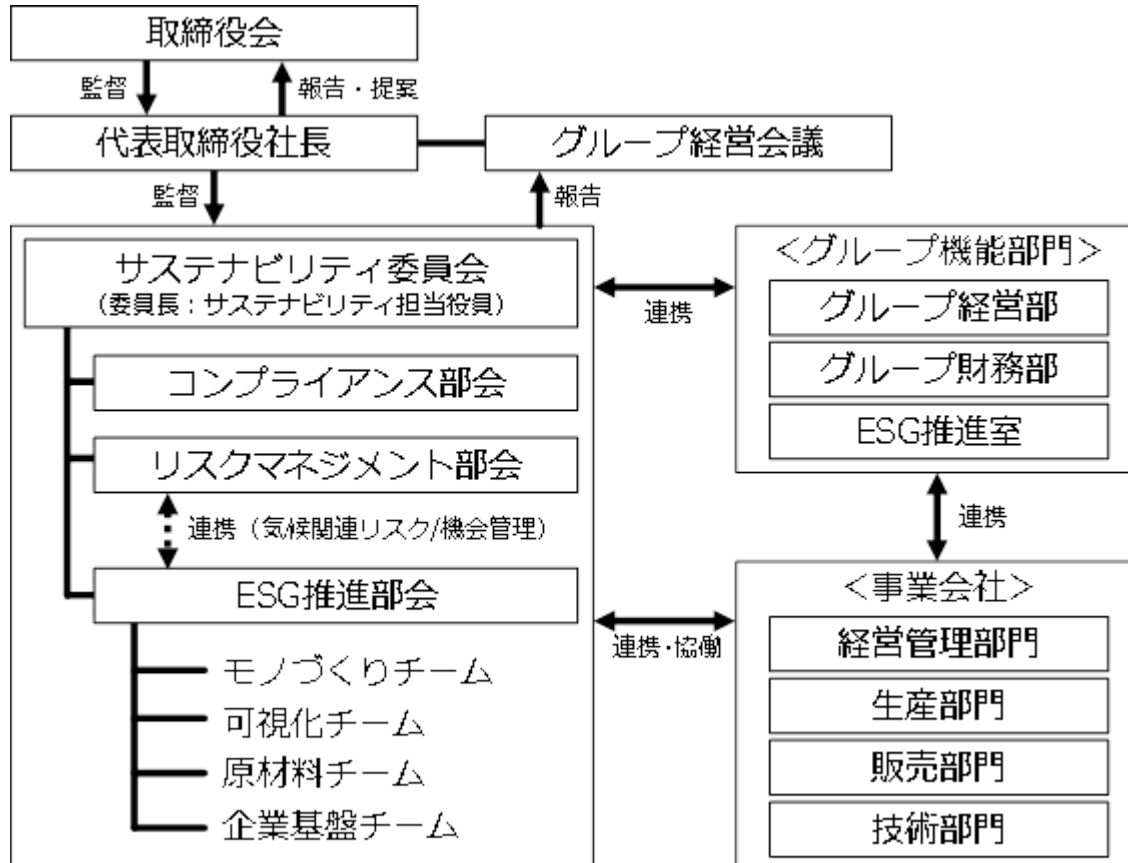 取締役会
監督
報告・提案
代表取締役社長
グループ経営会議
監督
報告
サステナビリティ委員会
（委員長：サステナビリティ担当役員）
コンプライアンス部会
リスクマネジメント部会
連携（気候関連リスク/機会管理）
ESG推進部会
モノづくりチーム
可視化チーム
原材料チーム
企業基盤チーム
連携
＜グループ機能部門＞
グループ経営部
グループ財務部
ESG推進室
連携
連携・協働
＜事業会社＞
経営管理部門
生産部門
販売部門
技術部門